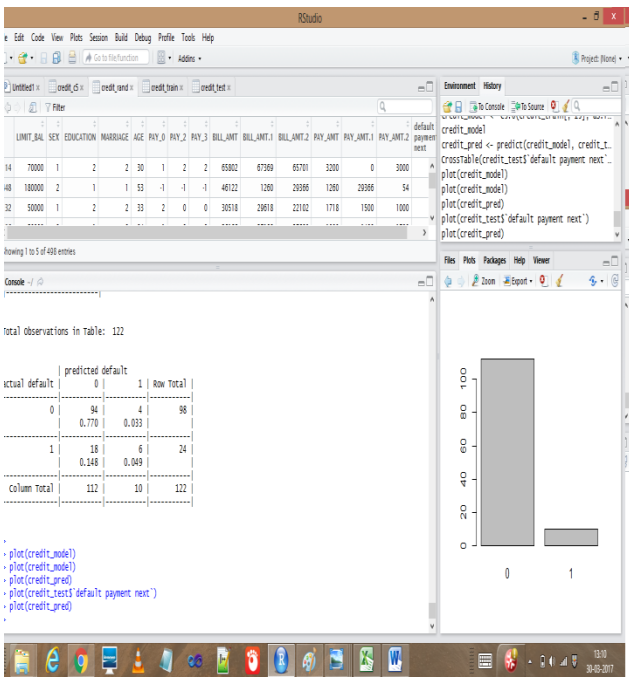 RStudio
e Edit Code View Plots Session Build Debug Profile Tools Help
Go to file/function Addins Project: (None)
Untitled1 × credit_c5 × credit_rand × credit_train × credit_test ×
Filter
LIMIT_BAL SEX EDUCATION MARRIAGE AGE PAY_0 PAY_2 PAY_3 BILL_AMT BILL_AMT.1 BILL_AMT.2 PAY_AMT PAY_AMT.1 PAY_AMT.2 default payment next
14 70000 1 2 2 30 1 2 2 65802 67369 65701 3200 0 3000
48 180000 2 1 1 53 -1 -1 -1 46122 1260 29366 1260 29366 54
32 50000 1 2 2 33 2 0 0 30518 29618 22102 1718 1500 1000
Showing 1 to 5 of 498 entries
Console ~/
Total Observations in Table: 122
| predicted default
actual default | 0 | 1 | Row Total |
0 | 94 | 4 | 98 |
| 0.770 | 0.033 | |
1 | 18 | 6 | 24 |
| 0.148 | 0.049 | |
Column Total | 112 | 10 | 122 |
>
> plot(credit_model)
> plot(credit_model)
> plot(credit_pred)
> plot(credit_test$`default payment next`)
> plot(credit_pred)
>
Environment History
To Console To Source
credit_model
credit_pred <- predict(credit_model, credit_t…
CrossTable(credit_test$`default payment next`…
plot(credit_model)
plot(credit_model)
plot(credit_pred)
plot(credit_test$`default payment next`)
plot(credit_pred)
Files Plots Packages Help Viewer
Zoom Export
100
80
60
40
20
0
0 1
13:10
30-03-2017